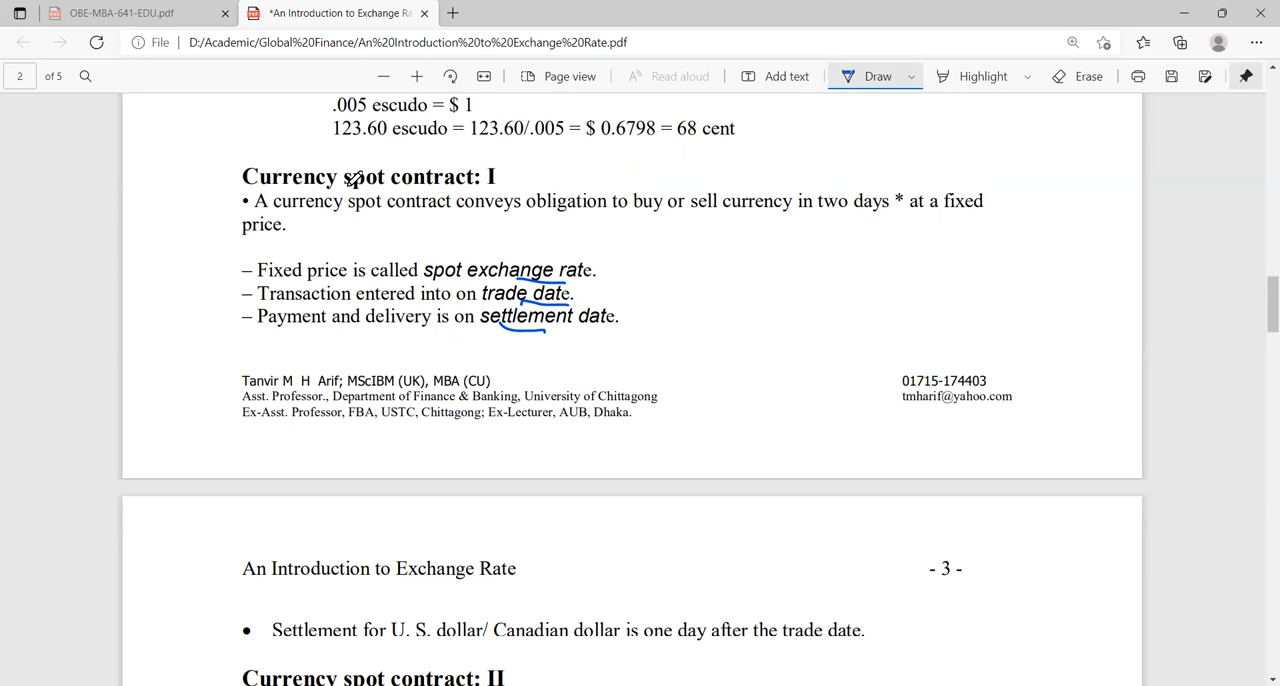 OBE-MBA-641-EDU.pdf
*An Introduction to Exchange Ra
File
D:/Academic/Global%20Finance/An%20Introduction%20to%20Exchange%20Rate.pdf
2 of 5
Page view
Read aloud
Add text
Draw
Highlight
Erase
.005 escudo = $ 1
123.60 escudo = 123.60/.005 = $ 0.6798 = 68 cent
Currency spot contract: I
• A currency spot contract conveys obligation to buy or sell currency in two days * at a fixed
price.
– Fixed price is called spot exchange rate.
– Transaction entered into on trade date.
– Payment and delivery is on settlement date.
Tanvir M H Arif; MScIBM (UK), MBA (CU) 01715-174403
Asst. Professor., Department of Finance & Banking, University of Chittagong tmharif@yahoo.com
Ex-Asst. Professor, FBA, USTC, Chittagong; Ex-Lecturer, AUB, Dhaka.
An Introduction to Exchange Rate - 3 -
• Settlement for U. S. dollar/ Canadian dollar is one day after the trade date.
Currency spot contract: II